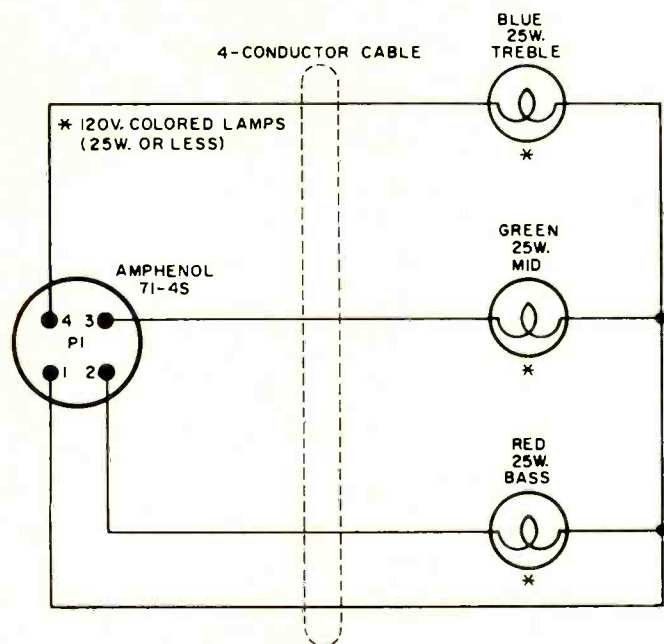 BLUE
25W.
TREBLE
4-CONDUCTOR CABLE
* 120V. COLORED LAMPS
(25W. OR LESS)
*
GREEN
25W.
MID
AMPHENOL
71-4S
4 3
P1
1 2
*
RED
25W.
BASS
*